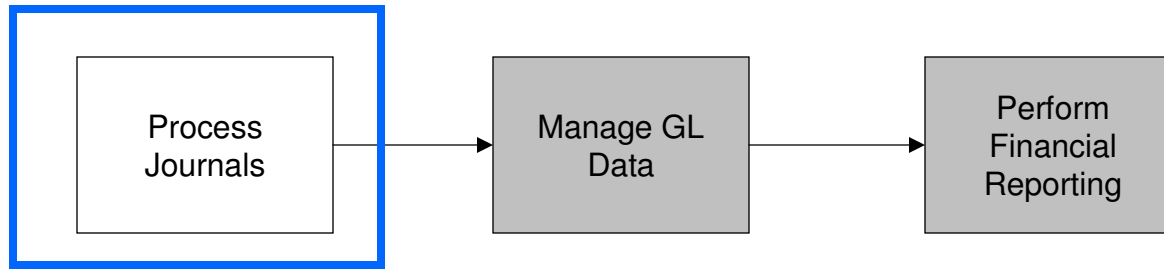 Process
Journals
Manage GL
Data
Perform
Financial
Reporting